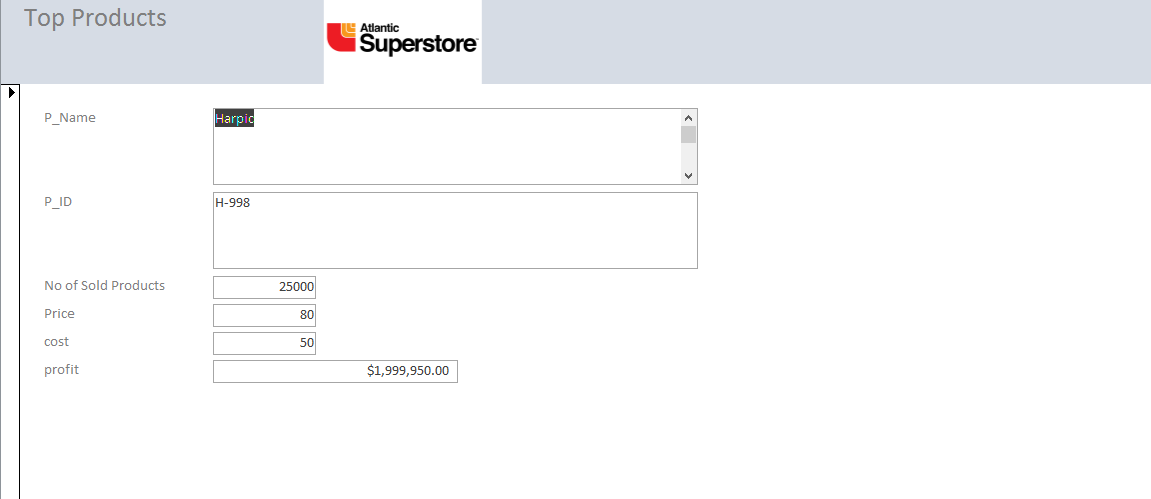 Top Products
Atlantic
Superstore
P_Name
Harpic
P_ID
H-998
No of Sold Products
25000
Price
80
cost
50
profit
$1,999,950.00